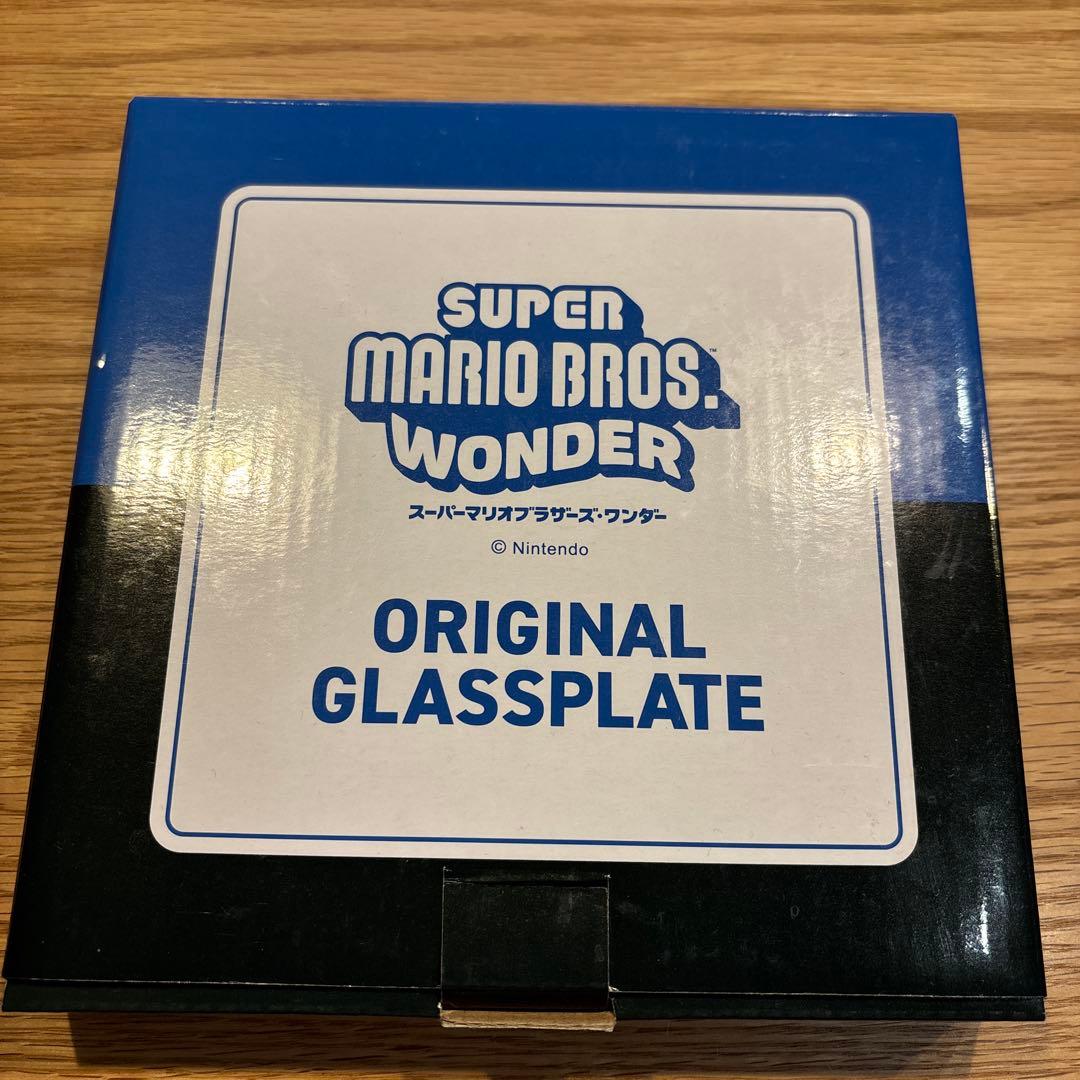 SUPER
MARIO BROS.™
WONDER
スーパーマリオブラザーズ・ワンダー
© Nintendo
ORIGINAL
GLASSPLATE